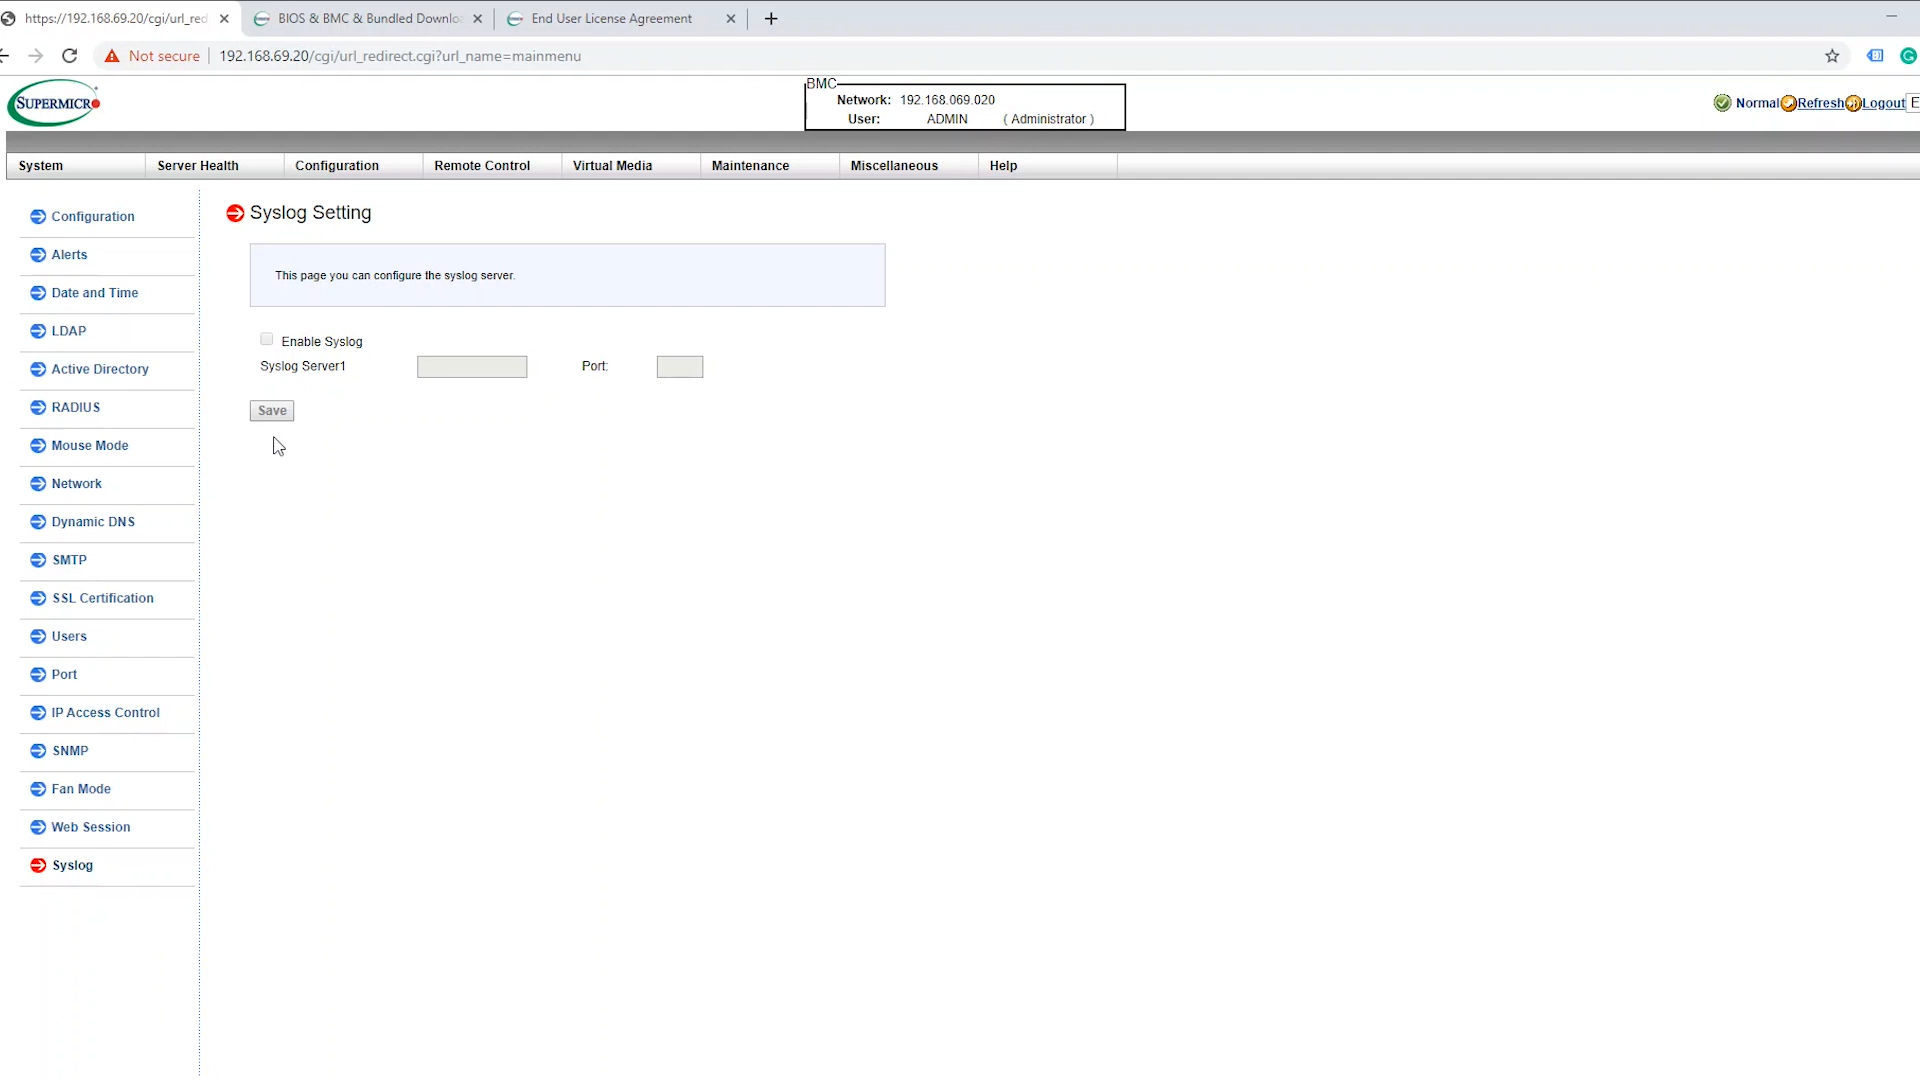 https://192.168.69.20/cgi/url_red
BIOS & BMC & Bundled Downlo
End User License Agreement
Not secure
192.168.69.20/cgi/url_redirect.cgi?url_name=mainmenu
SUPERMICRO
BMC
Network: 192.168.069.020
User: ADMIN ( Administrator )
Normal Refresh Logout E
System Server Health Configuration Remote Control Virtual Media Maintenance Miscellaneous Help
Configuration
Alerts
Date and Time
LDAP
Active Directory
RADIUS
Mouse Mode
Network
Dynamic DNS
SMTP
SSL Certification
Users
Port
IP Access Control
SNMP
Fan Mode
Web Session
Syslog
Syslog Setting
This page you can configure the syslog server.
Enable Syslog
Syslog Server1 Port:
Save